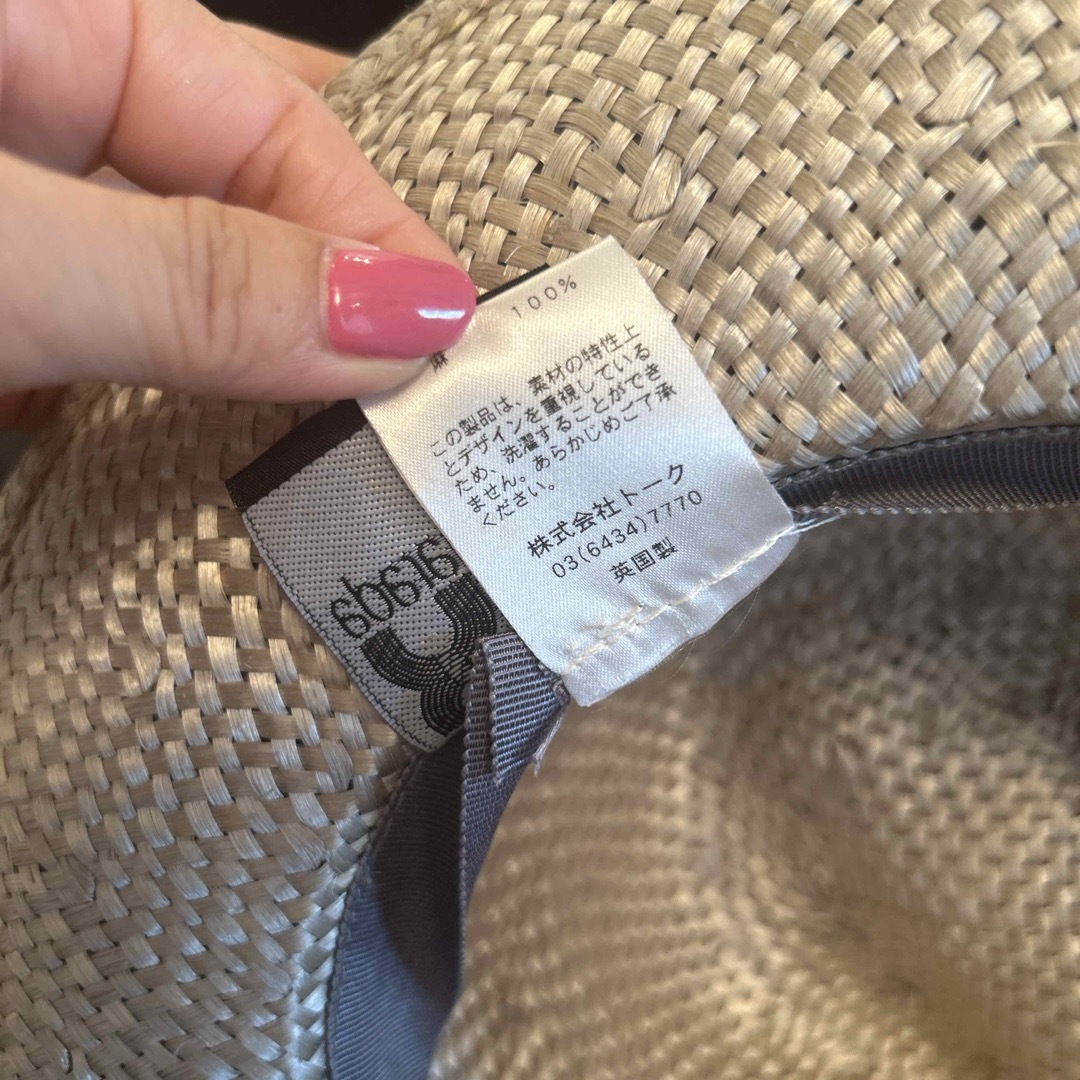 麻 100%
この製品は、素材の特性上
とデザインを重視している
ため、洗濯することができ
ません。あらかじめご了承
ください。
株式会社トーク
03(6434)7770
英国製